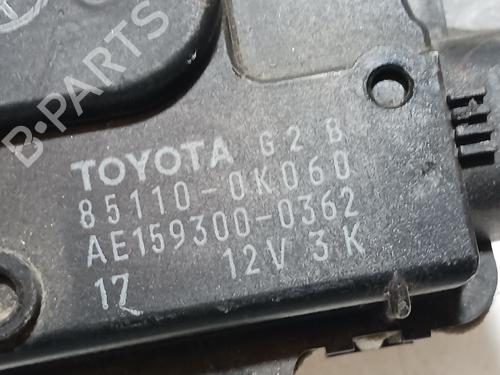 B-PARTS
TOYOTA G2 B
85110-0K060
AE159300-0362
12V 3K
17